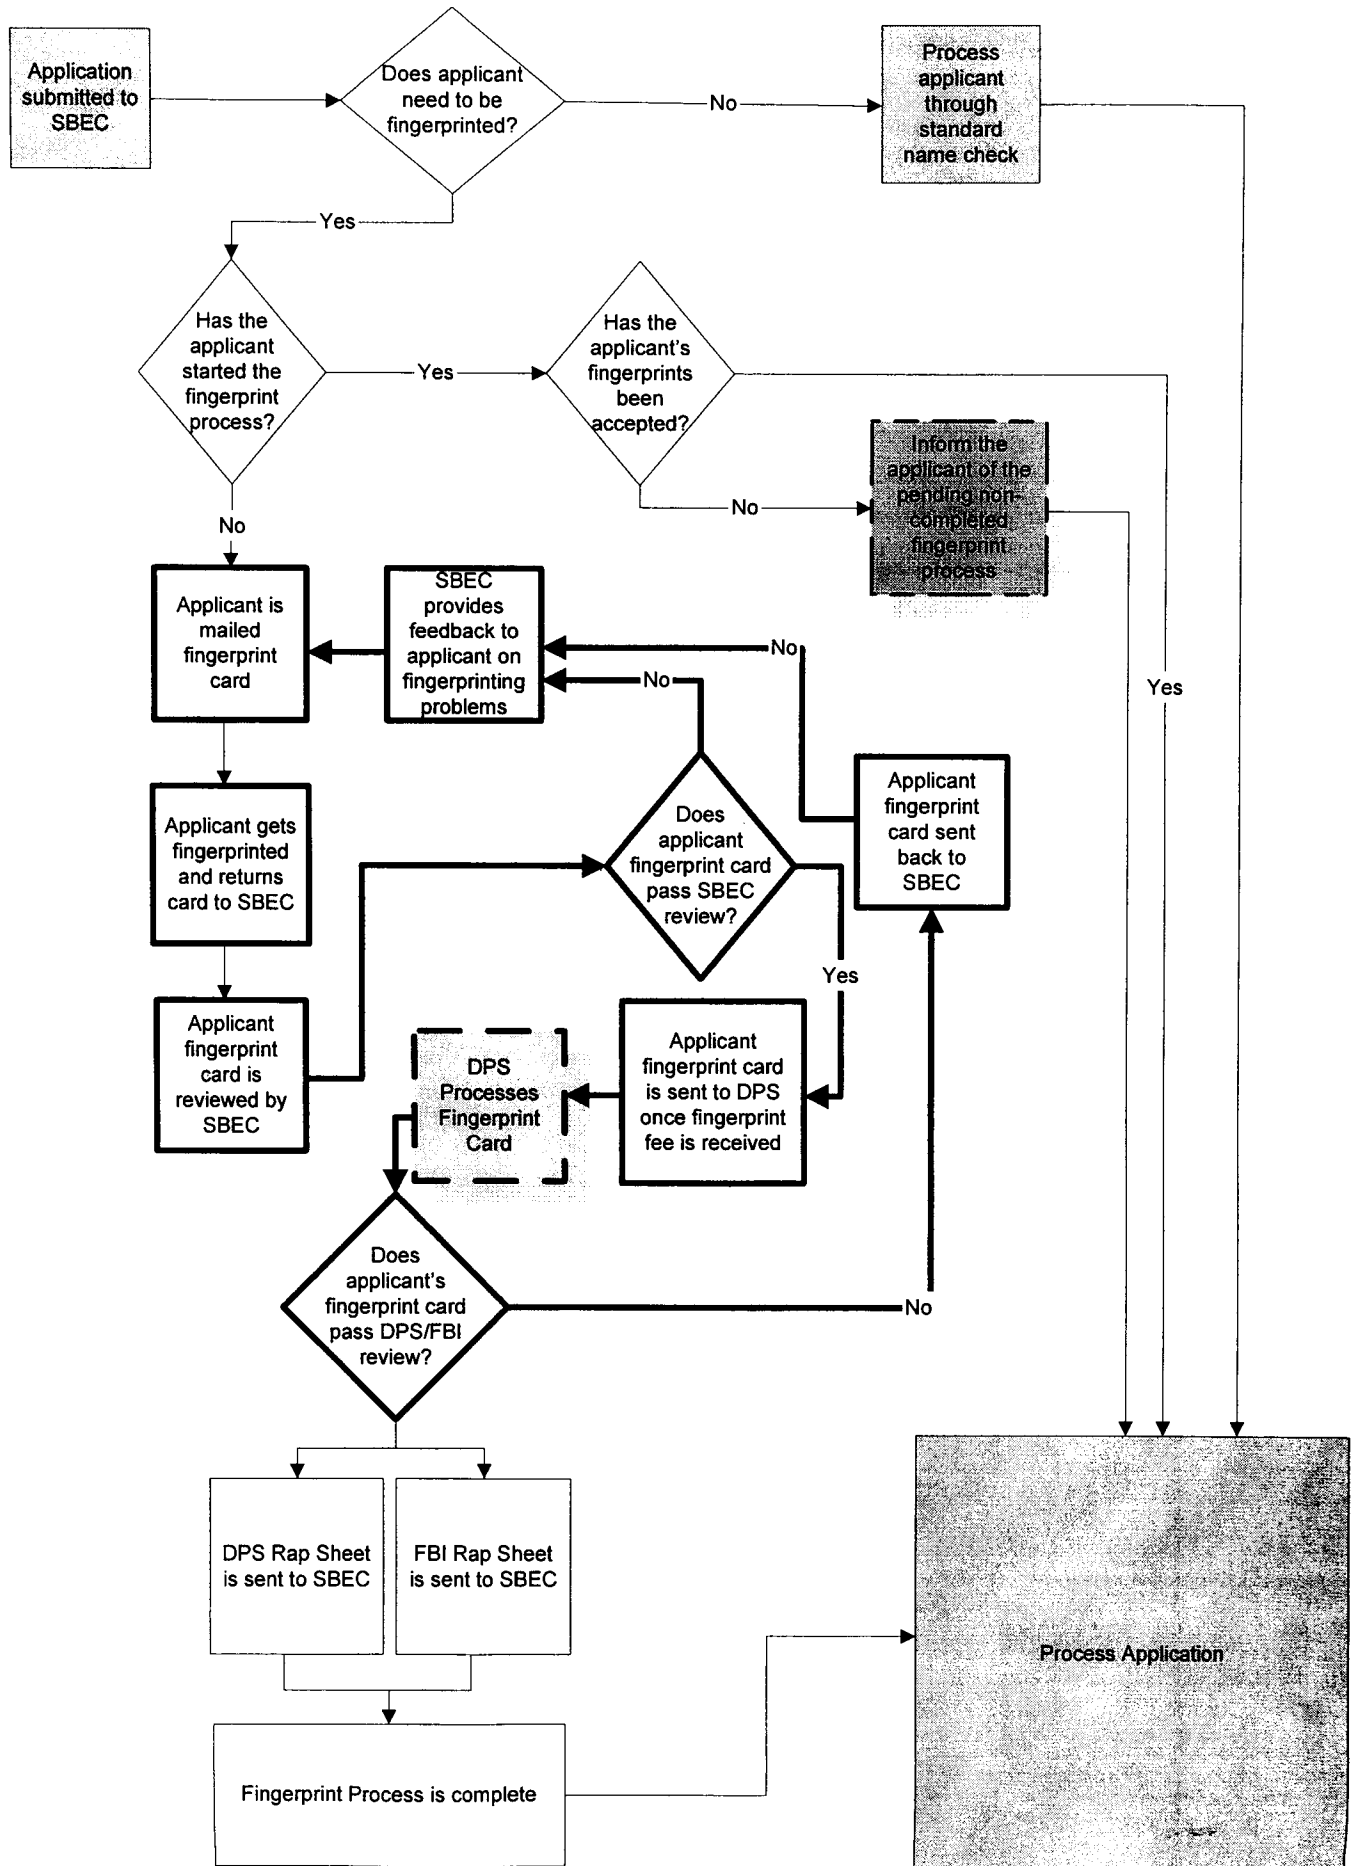 Application
submitted to
SBEC
Does applicant
need to be
fingerprinted?
No
Process
applicant
through
standard
name check
Yes
Has the
applicant
started the
fingerprint
process?
Yes
Has the
applicant's
fingerprints
been
accepted?
No
Inform the
applicant of the
pending non-
completed
fingerprint
process
Yes
No
Applicant is
mailed
fingerprint
card
SBEC
provides
feedback to
applicant on
fingerprinting
problems
No
No
Applicant gets
fingerprinted
and returns
card to SBEC
Does
applicant
fingerprint card
pass SBEC
review?
Applicant
fingerprint
card sent
back to
SBEC
Yes
Applicant
fingerprint
card is
reviewed by
SBEC
DPS
Processes
Fingerprint
Card
Applicant
fingerprint card
is sent to DPS
once fingerprint
fee is received
Does
applicant's
fingerprint card
pass DPS/FBI
review?
No
DPS Rap Sheet
is sent to SBEC
FBI Rap Sheet
is sent to SBEC
Process Application
Fingerprint Process is complete